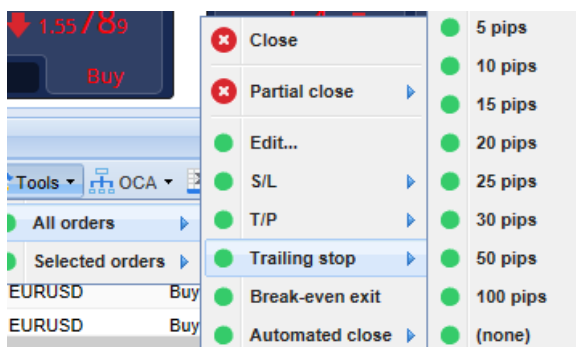 1.55789
Buy
Tools
OCA
All orders
Selected orders
EURUSD Buy
EURUSD Buy
Close
Partial close
Edit...
S/L
T/P
Trailing stop
Break-even exit
Automated close
5 pips
10 pips
15 pips
20 pips
25 pips
30 pips
50 pips
100 pips
(none)